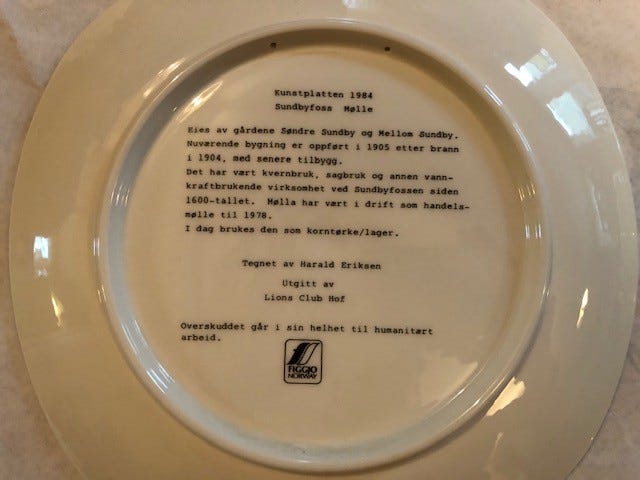 Kunstplatten 1984
Sundbyfoss Mølle
Eies av gårdene Søndre Sundby og Mellom Sundby.
Nuværende bygning er oppført i 1905 etter brann
i 1904, med senere tilbygg.
Det har vært kvernbruk, sagbruk og annen vann-
kraftbrukende virksomhet ved Sundbyfossen siden
1600-tallet. Mølla har vært i drift som handels-
mølle til 1978.
I dag brukes den som korntørke/lager.
Tegnet av Harald Eriksen
Utgitt av
Lions Club Hof
Overskuddet går i sin helhet til humanitært
arbeid.
FIGGJO
NORWAY